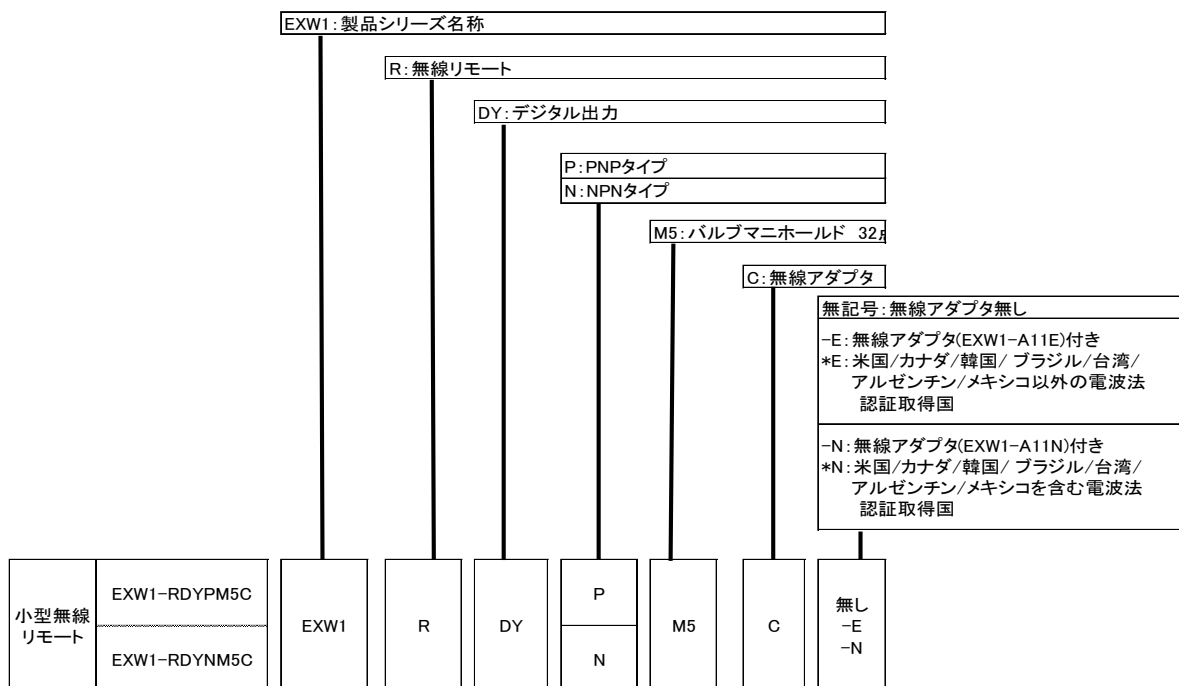 EXW1:製品シリーズ名称
R:無線リモート
DY:デジタル出力
P:PNPタイプ
N:NPNタイプ
M5:バルブマニホールド 32
C:無線アダプタ
無記号:無線アダプタ無し
-E:無線アダプタ(EXW1-A11E)付き
*E:米国/カナダ/韓国/ ブラジル/台湾/
アルゼンチン/メキシコ以外の電波法
認証取得国
-N:無線アダプタ(EXW1-A11N)付き
*N:米国/カナダ/韓国/ ブラジル/台湾/
アルゼンチン/メキシコを含む電波法
認証取得国
小型無線
リモート
EXW1-RDYPM5C
EXW1-RDYNM5C
EXW1
R
DY
P
N
M5
C
無し
-E
-N